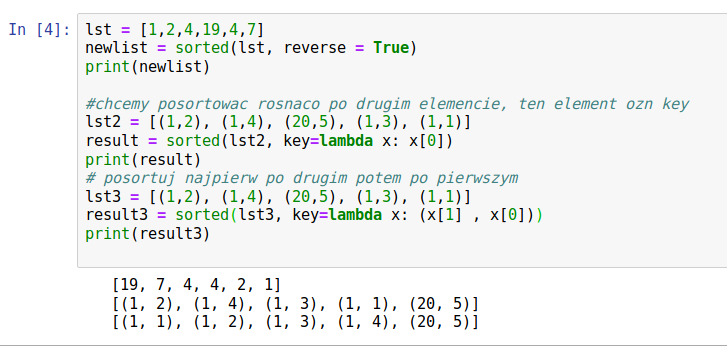 In [4]:
lst = [1,2,4,19,4,7]
newlist = sorted(lst, reverse = True)
print(newlist)
#chcemy posortowac rosnaco po drugim elemencie, ten element ozn key
lst2 = [(1,2), (1,4), (20,5), (1,3), (1,1)]
result = sorted(lst2, key=lambda x: x[0])
print(result)
# posortuj najpierw po drugim potem po pierwszym
lst3 = [(1,2), (1,4), (20,5), (1,3), (1,1)]
result3 = sorted(lst3, key=lambda x: (x[1] , x[0]))
print(result3)
[19, 7, 4, 4, 2, 1]
[(1, 2), (1, 4), (1, 3), (1, 1), (20, 5)]
[(1, 1), (1, 2), (1, 3), (1, 4), (20, 5)]